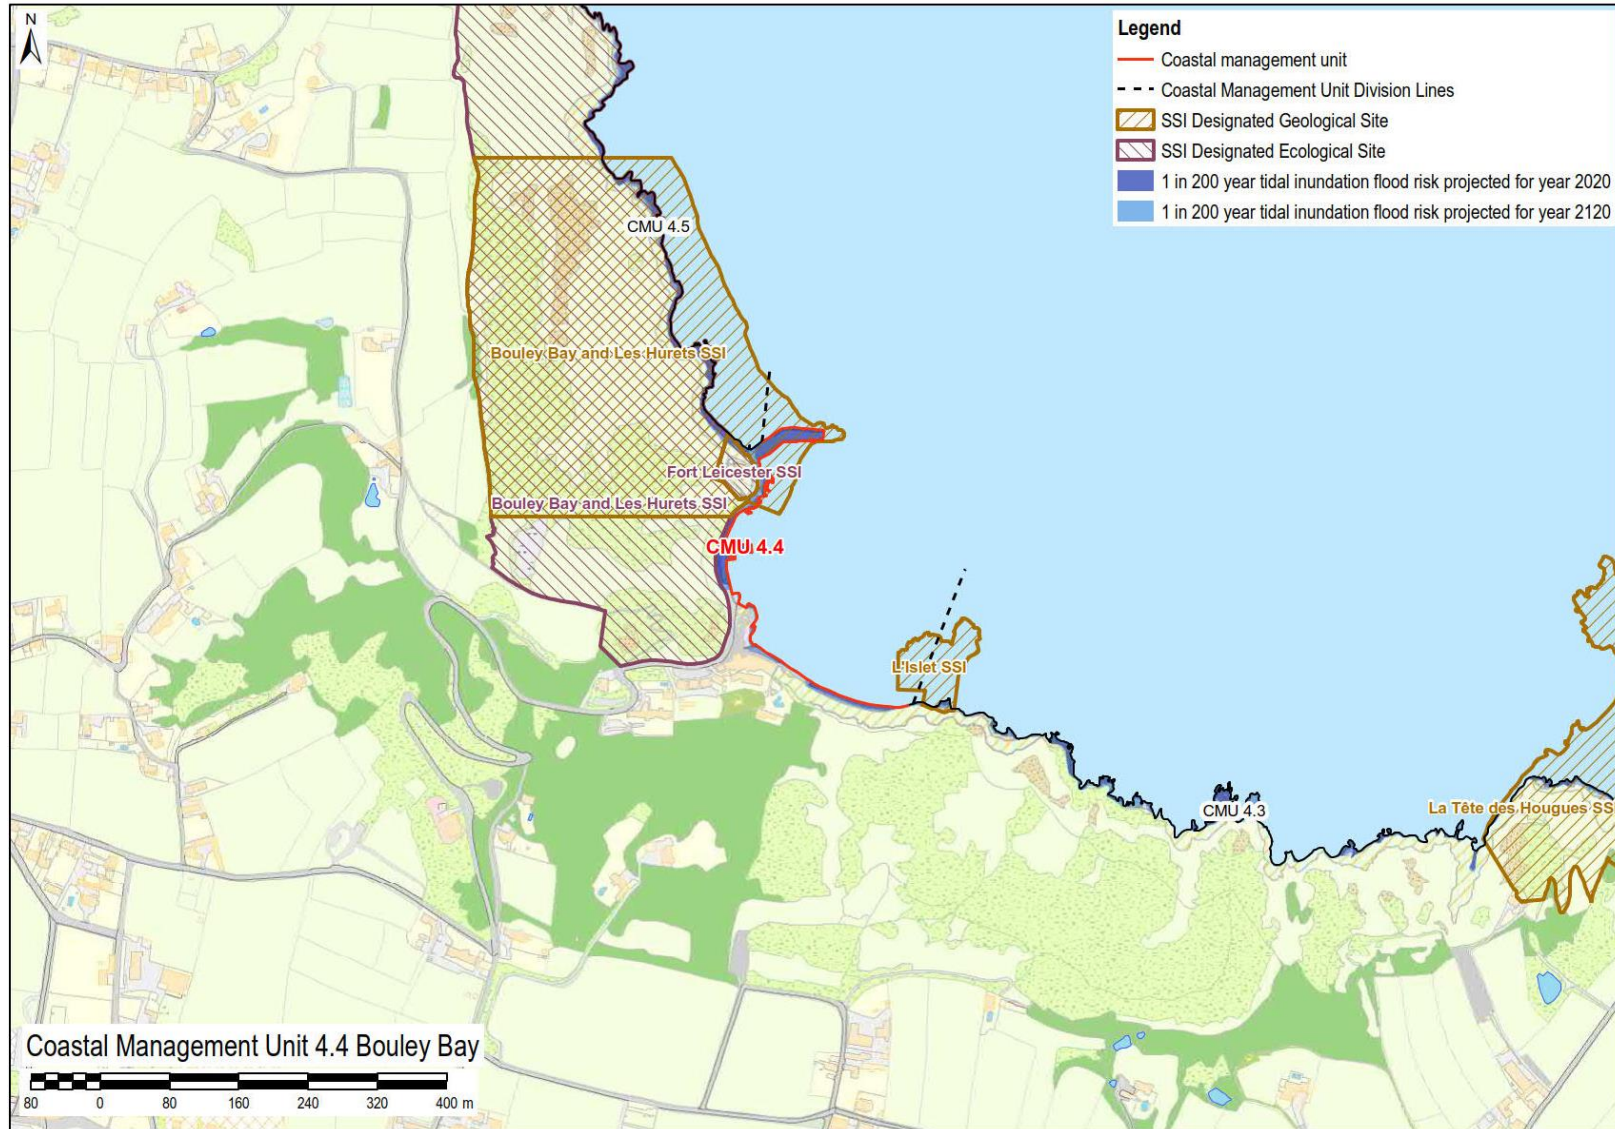 N
Legend
Coastal management unit
Coastal Management Unit Division Lines
SSI Designated Geological Site
SSI Designated Ecological Site
1 in 200 year tidal inundation flood risk projected for year 2020
1 in 200 year tidal inundation flood risk projected for year 2120
CMU 4.5
Bouley Bay and Les Hurets SSI
Fort Leicester SSI
Bouley Bay and Les Hurets SSI
CMU 4.4
L'Islet SSI
La Tête des Hougues SS
CMU 4.3
Coastal Management Unit 4.4 Bouley Bay
80 0 80 160 240 320 400 m